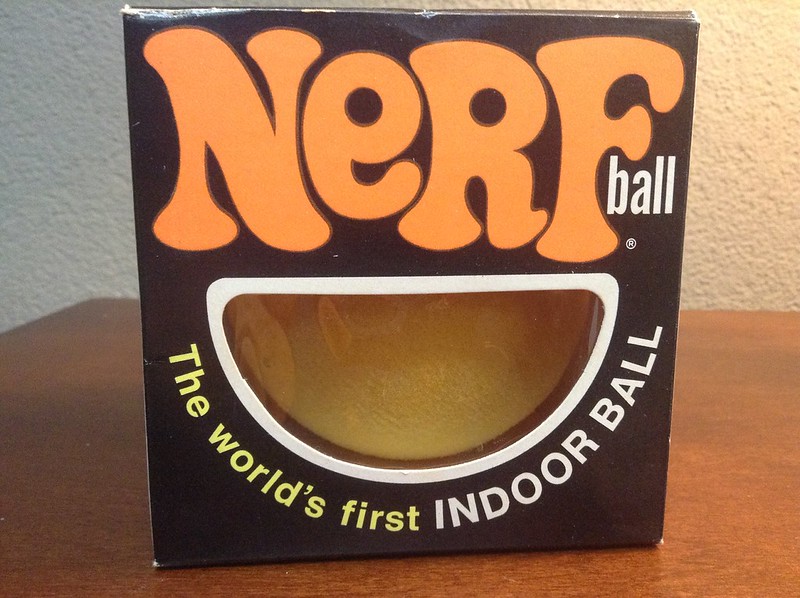 NeRF
ball
®
The world's first INDOOR BALL